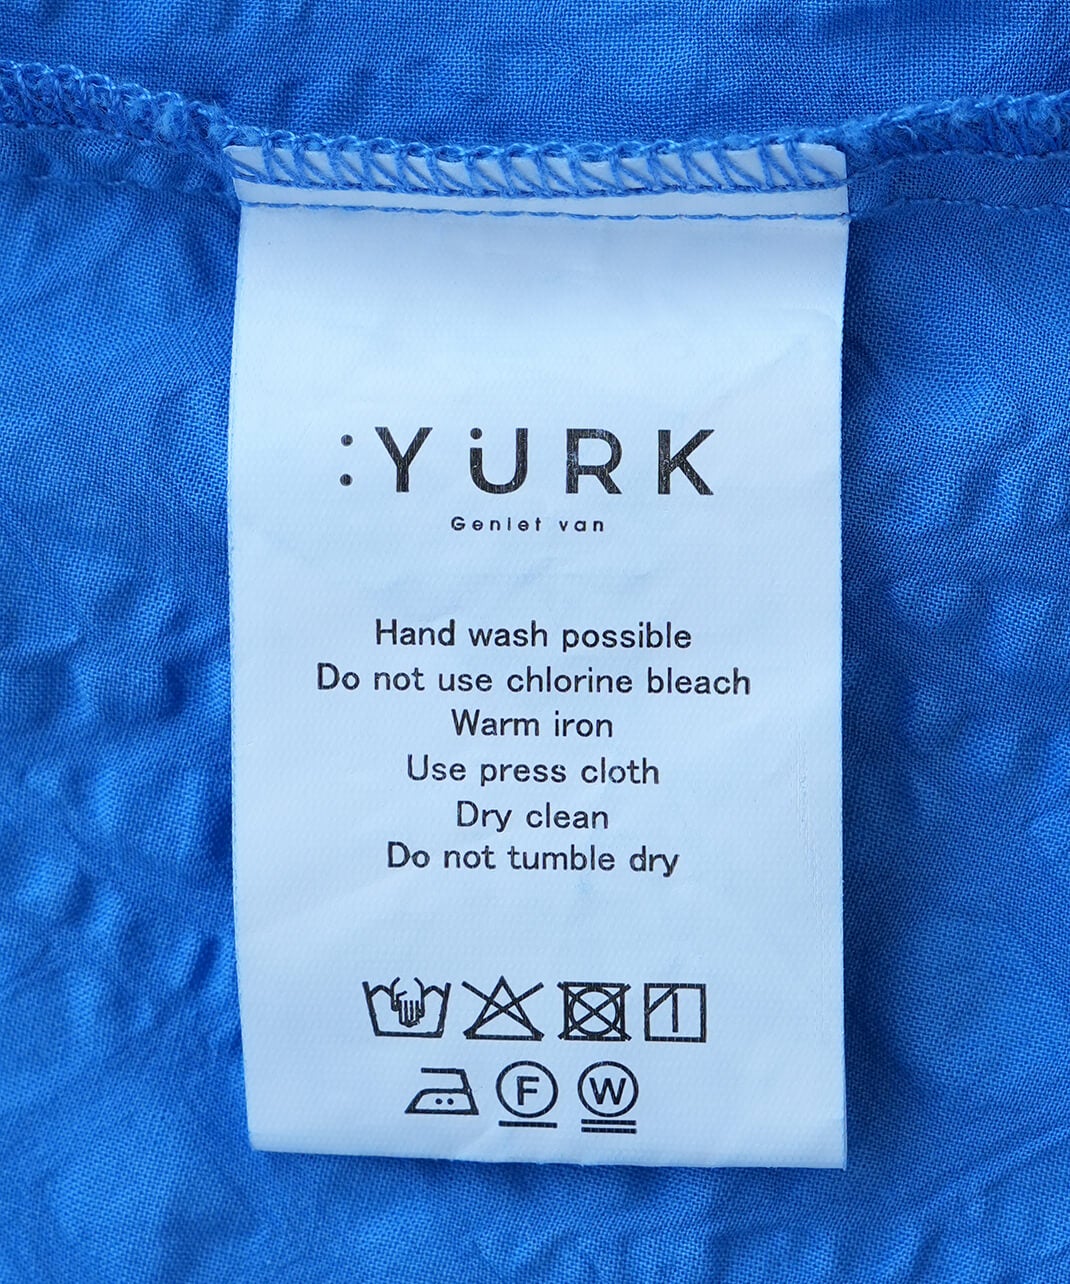 :YURK
Geniet van
Hand wash possible
Do not use chlorine bleach
Warm iron
Use press cloth
Dry clean
Do not tumble dry
F W